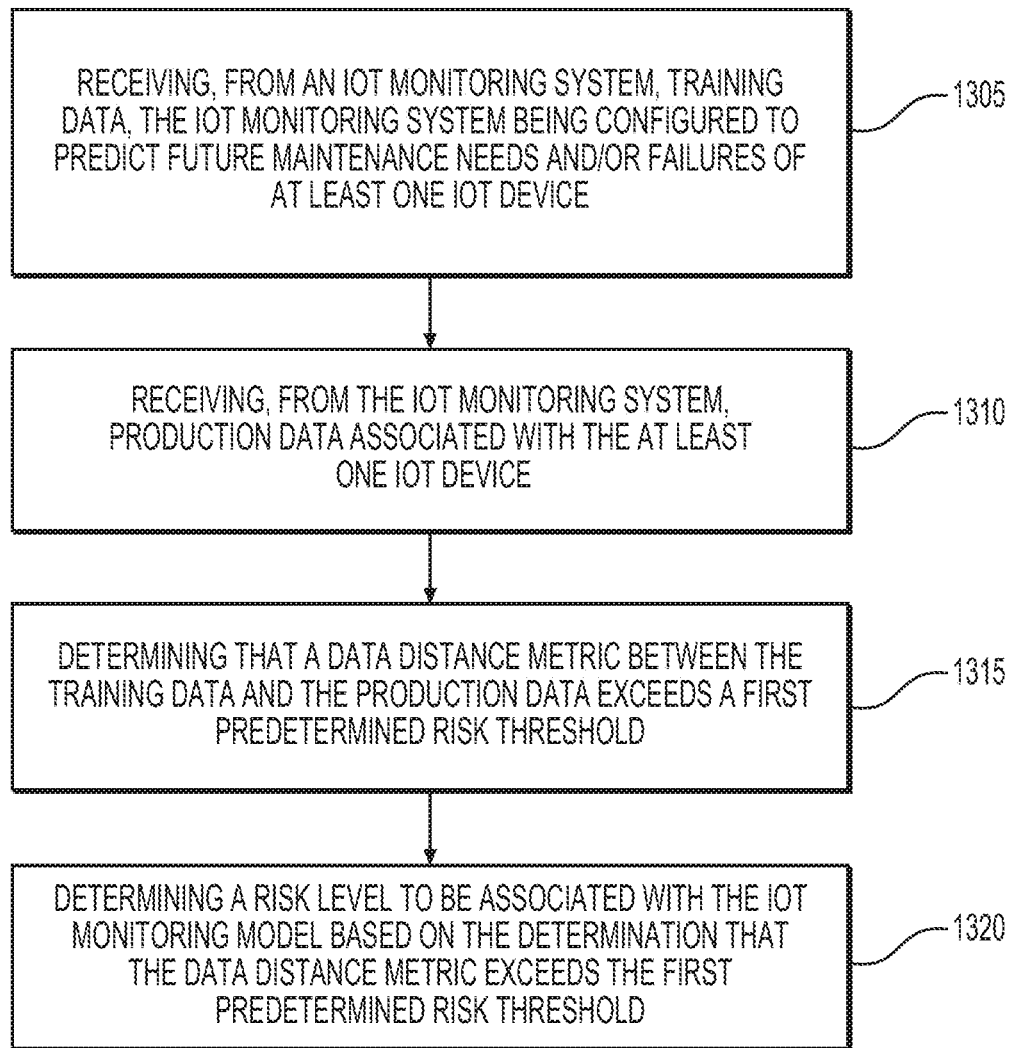 RECEIVING, FROM AN IOT MONITORING SYSTEM, TRAINING
DATA, THE IOT MONITORING SYSTEM BEING CONFIGURED TO
PREDICT FUTURE MAINTENANCE NEEDS AND/OR FAILURES OF
AT LEAST ONE IOT DEVICE
1305
RECEIVING, FROM THE IOT MONITORING SYSTEM,
PRODUCTION DATA ASSOCIATED WITH THE AT LEAST
ONE IOT DEVICE
1310
DETERMINING THAT A DATA DISTANCE METRIC BETWEEN THE
TRAINING DATA AND THE PRODUCTION DATA EXCEEDS A FIRST
PREDETERMINED RISK THRESHOLD
1315
DETERMINING A RISK LEVEL TO BE ASSOCIATED WITH THE IOT
MONITORING MODEL BASED ON THE DETERMINATION THAT
THE DATA DISTANCE METRIC EXCEEDS THE FIRST
PREDETERMINED RISK THRESHOLD
1320